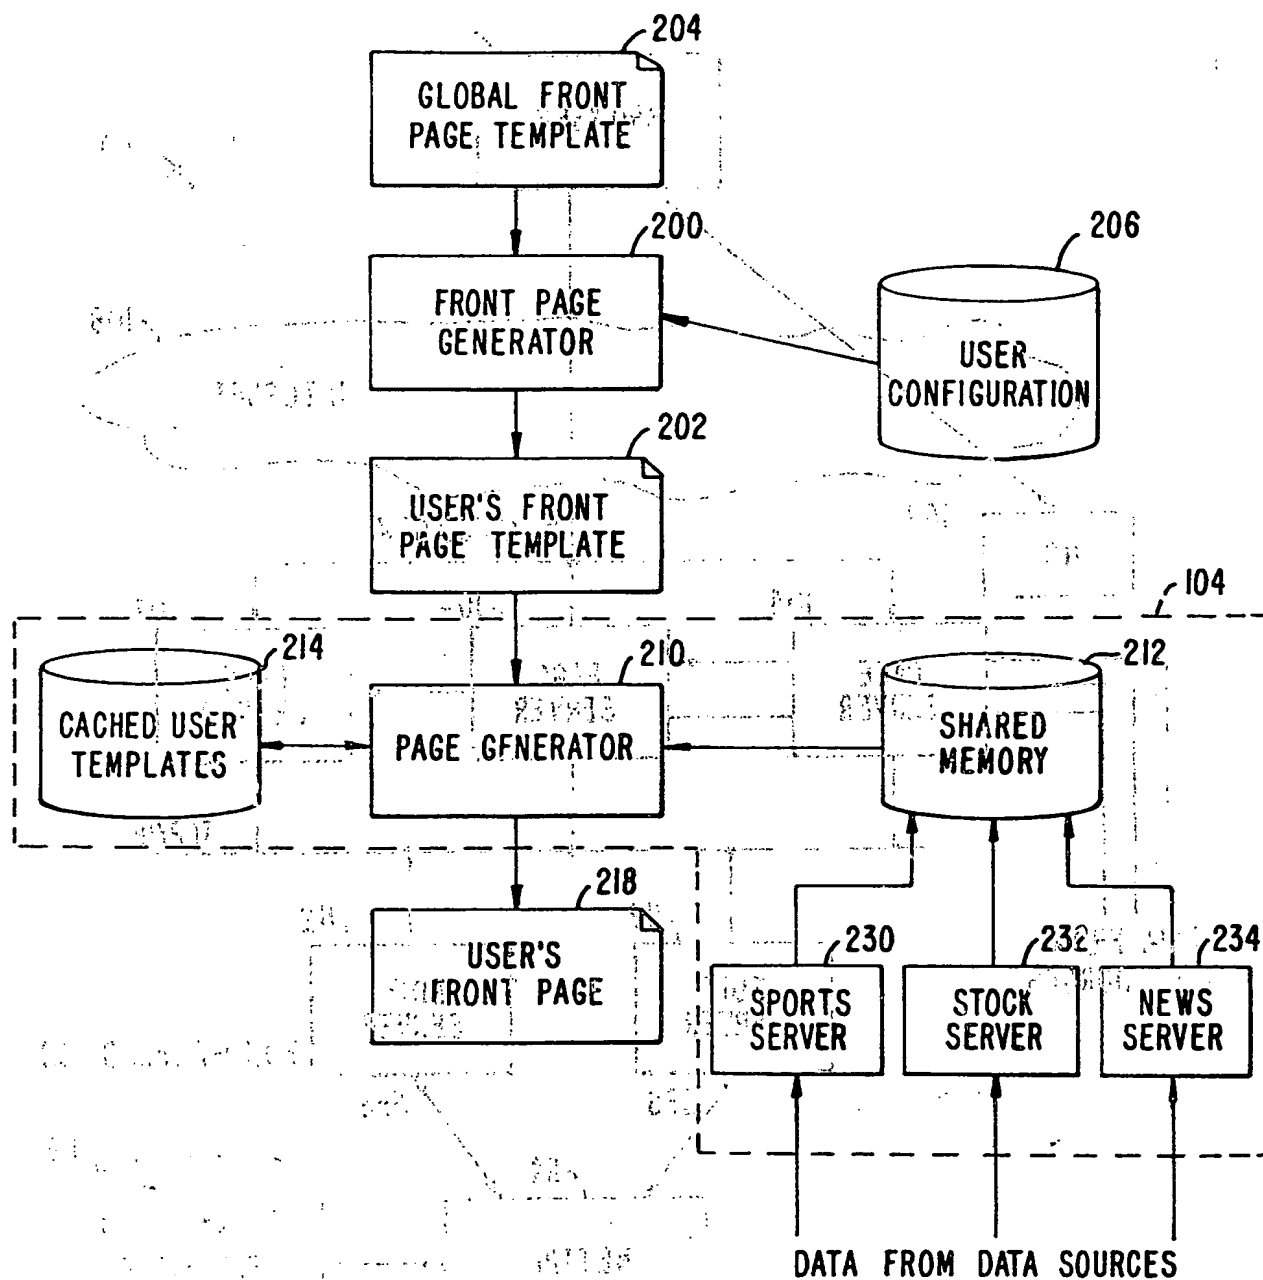 204
GLOBAL FRONT
PAGE TEMPLATE
200
FRONT PAGE
GENERATOR
206
USER
CONFIGURATION
202
USER'S FRONT
PAGE TEMPLATE
104
214
CACHED USER
TEMPLATES
210
PAGE GENERATOR
212
SHARED
MEMORY
218
USER'S
FRONT PAGE
230
SPORTS
SERVER
232
STOCK
SERVER
234
NEWS
SERVER
DATA FROM DATA SOURCES